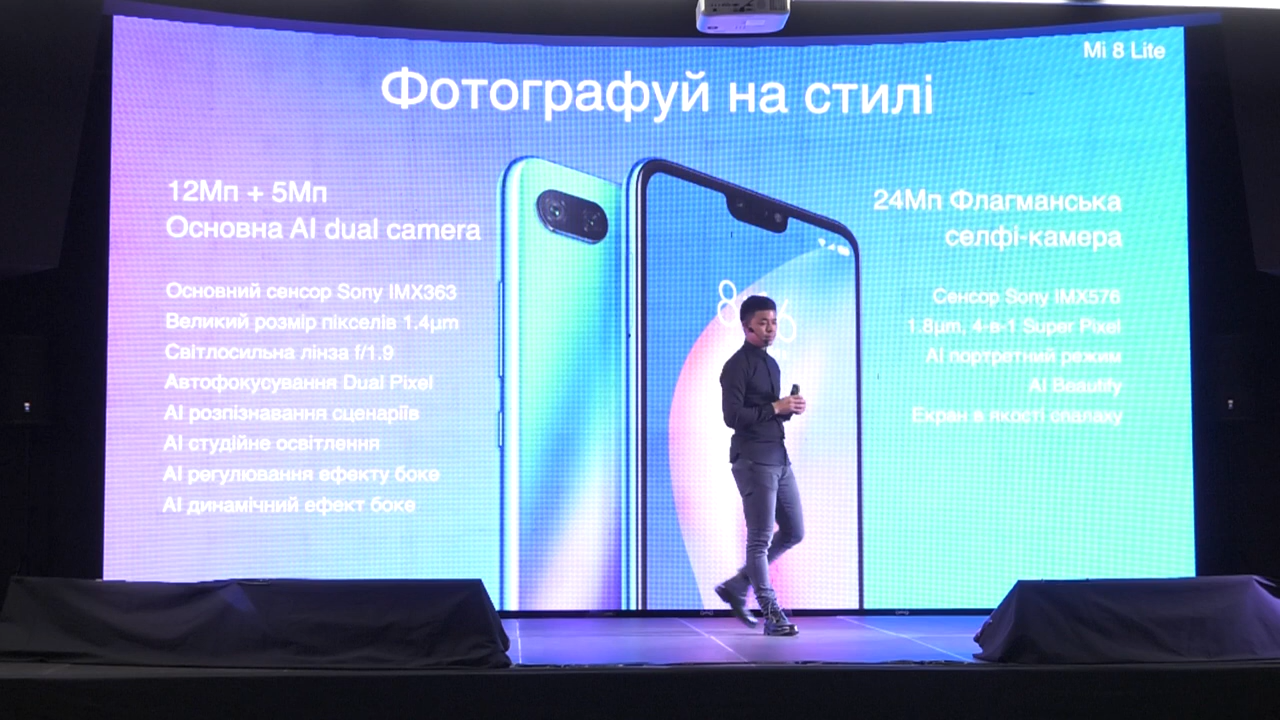 Mi 8 Lite
Фотографуй на стилі
12Мп + 5Мп
Основна AI dual camera
Основний сенсор Sony IMX363
Великий розмір пікселів 1.4µm
Світлосильна лінза f/1.9
Автофокусування Dual Pixel
AI розпізнавання сценаріїв
AI студійне освітлення
AI регулювання ефекту боке
AI динамічний ефект боке
24Мп Флагманська
селфі-камера
Сенсор Sony IMX576
1.8µm, 4-в-1 Super Pixel
AI портретний режим
AI Beautify
Екран в якості спалаху